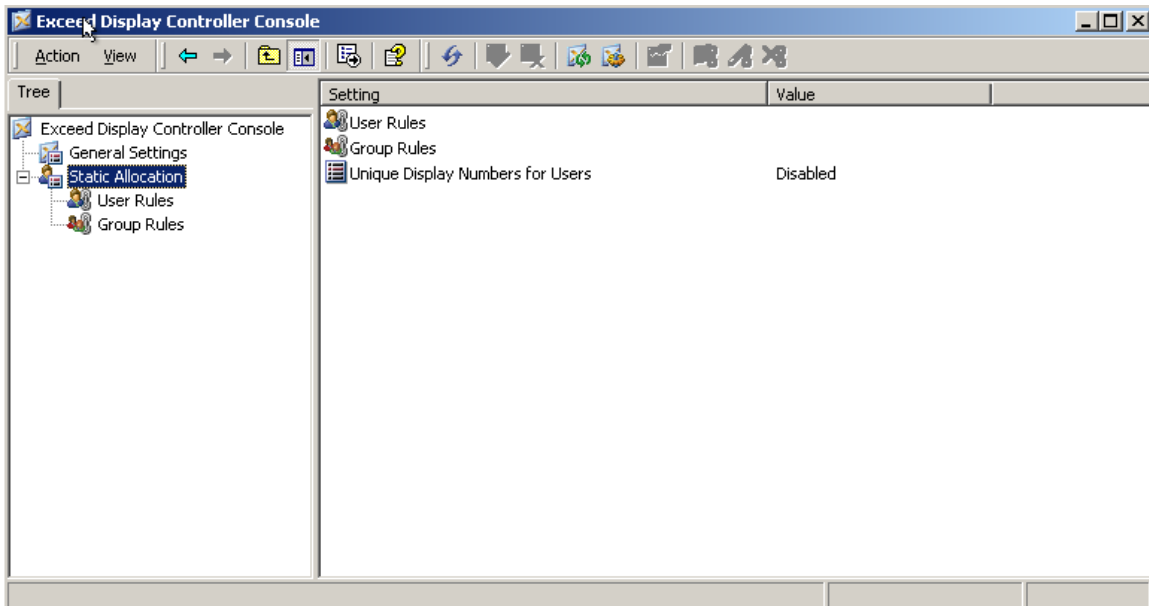 Exceed Display Controller Console
Action View
Tree
Setting Value
Exceed Display Controller Console
General Settings
Static Allocation
User Rules
Group Rules
User Rules
Group Rules
Unique Display Numbers for Users Disabled